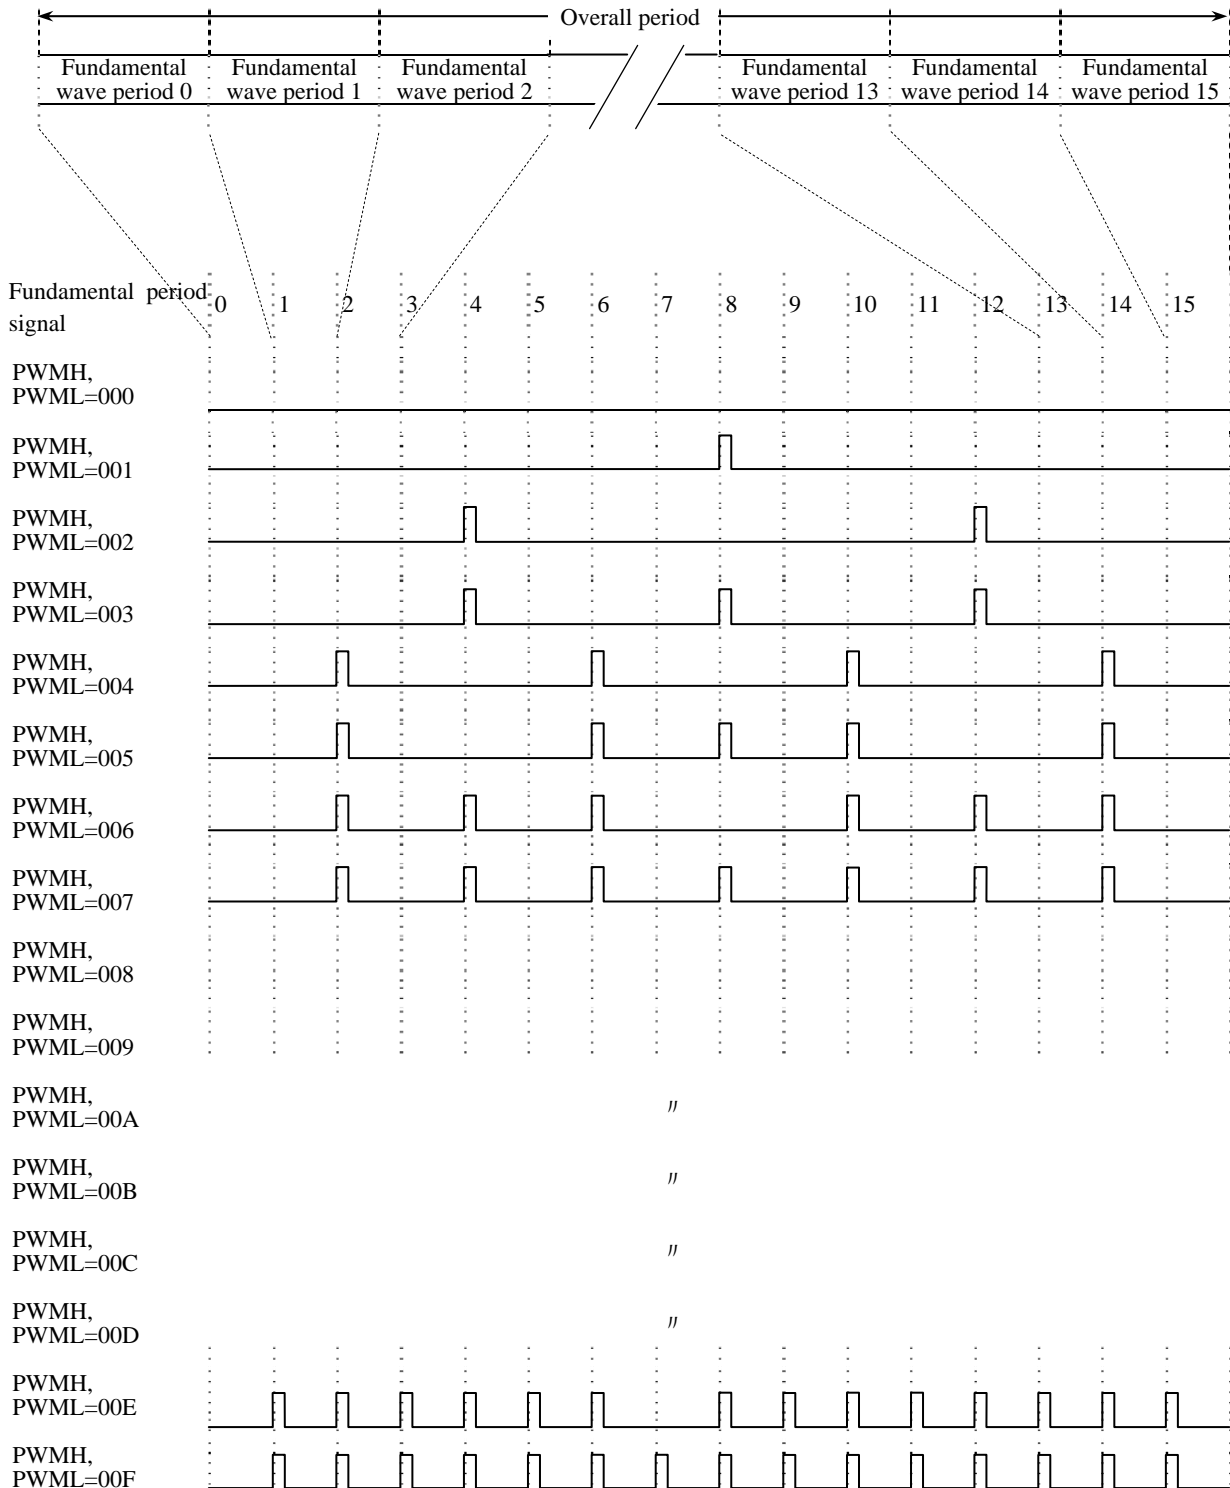 Overall period
Fundamental wave period 0
Fundamental wave period 1
Fundamental wave period 2
Fundamental wave period 13
Fundamental wave period 14
Fundamental wave period 15
Fundamental period signal
0 1 2 3 4 5 6 7 8 9 10 11 12 13 14 15
PWMH,
PWML=000
PWMH,
PWML=001
PWMH,
PWML=002
PWMH,
PWML=003
PWMH,
PWML=004
PWMH,
PWML=005
PWMH,
PWML=006
PWMH,
PWML=007
PWMH,
PWML=008
PWMH,
PWML=009
PWMH,
PWML=00A
〃
PWMH,
PWML=00B
〃
PWMH,
PWML=00C
〃
PWMH,
PWML=00D
〃
PWMH,
PWML=00E
PWMH,
PWML=00F